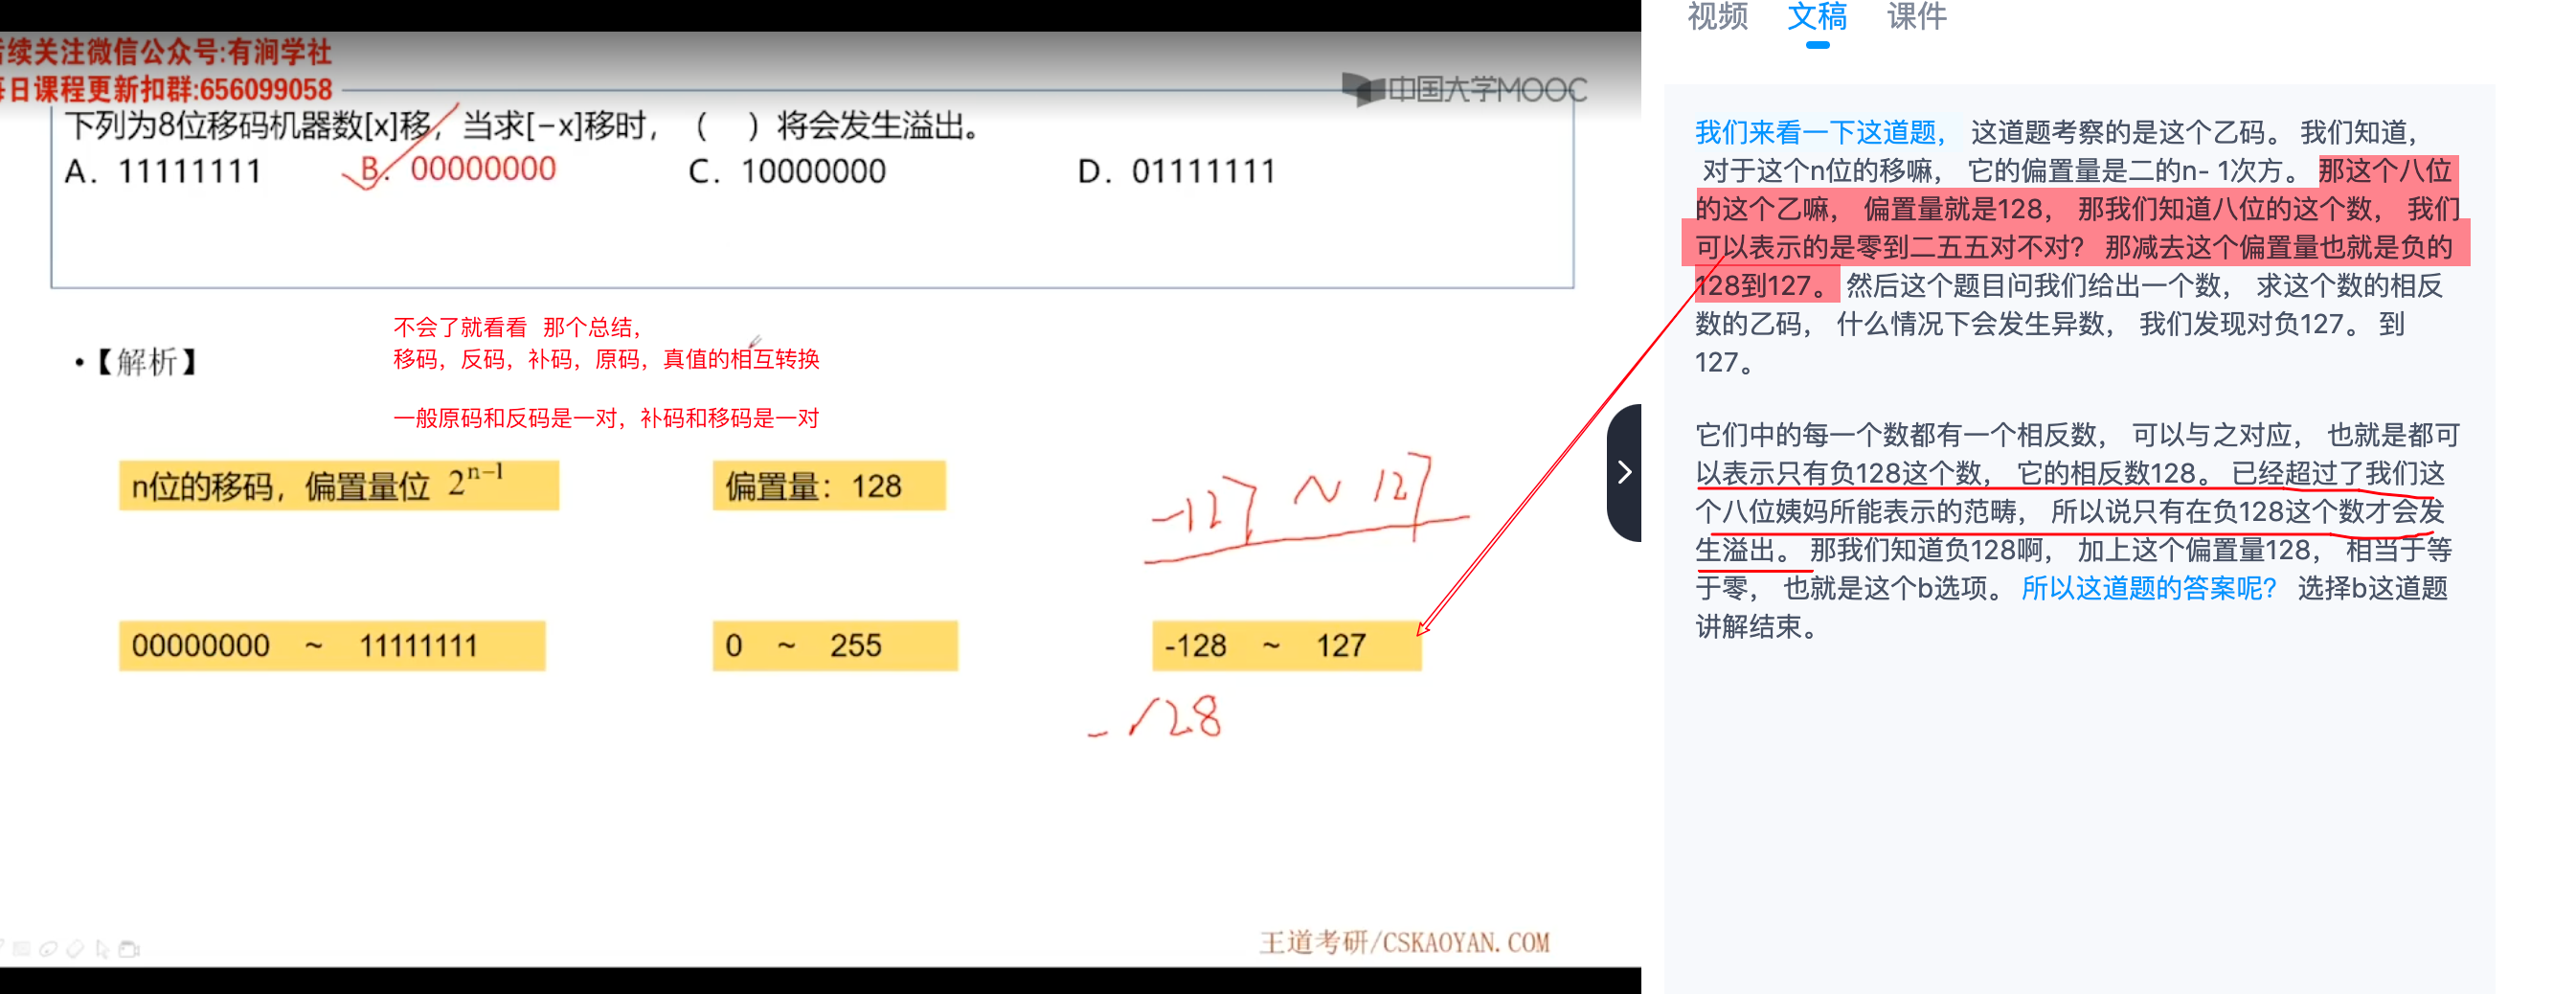 后续关注微信公众号:有涧学社
每日课程更新扣群:656099058
中国大学MOOC
下列为8位移码机器数[x]移，当求[-x]移时，（ ）将会发生溢出。
A. 11111111 B. 00000000 C. 10000000 D. 01111111
不会了就看看 那个总结，
移码，反码，补码，原码，真值的相互转换
•【解析】
一般原码和反码是一对，补码和移码是一对
n位的移码，偏置量位 2^{n-1}
偏置量：128
-127 ~ 127
00000000 ~ 11111111
0 ~ 255
-128 ~ 127
-128
王道考研/CSKAOYAN.COM
视频 文稿 课件
我们来看一下这道题， 这道题考察的是这个乙码。 我们知道，
对于这个n位的移嘛， 它的偏置量是二的n- 1次方。 那这个八位
的这个乙嘛， 偏置量就是128， 那我们知道八位的这个数， 我们
可以表示的是零到二五五对不对？ 那减去这个偏置量也就是负的
128到127。 然后这个题目问我们给出一个数， 求这个数的相反
数的乙码， 什么情况下会发生异数， 我们发现对负127。 到
127。
它们中的每一个数都有一个相反数， 可以与之对应， 也就是都可
以表示只有负128这个数， 它的相反数128。 已经超过了我们这
个八位姨妈所能表示的范畴， 所以说只有在负128这个数才会发
生溢出。 那我们知道负128啊， 加上这个偏置量128， 相当于等
于零， 也就是这个b选项。 所以这道题的答案呢？ 选择b这道题
讲解结束。